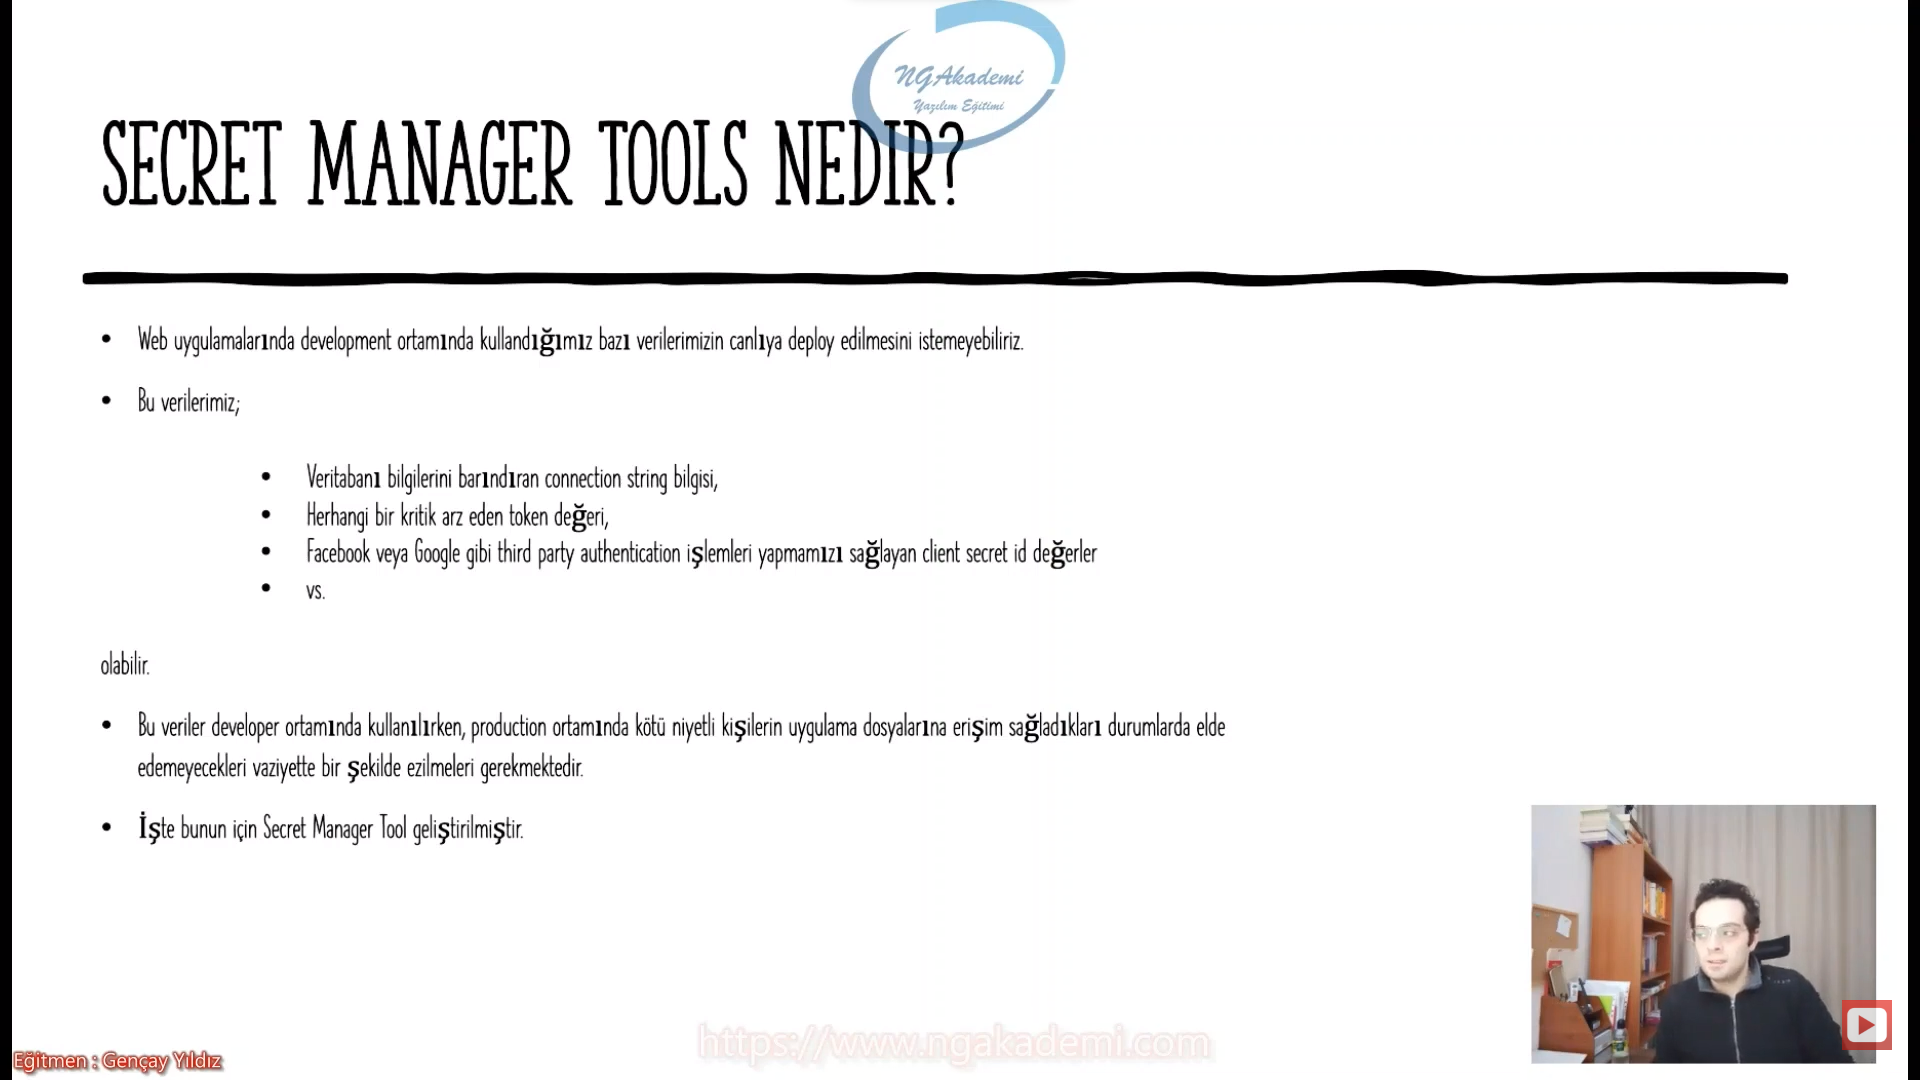 NGAkademi
Yazılım Eğitimi
SECRET MANAGER TOOLS NEDIR?
• Web uygulamalarında development ortamında kullandığımız bazı verilerimizin canlıya deploy edilmesini istemeyebiliriz.
• Bu verilerimiz;
• Veritabanı bilgilerini barındıran connection string bilgisi,
• Herhangi bir kritik arz eden token değeri,
• Facebook veya Google gibi third party authentication işlemleri yapmamızı sağlayan client secret id değerler
• vs.
olabilir.
• Bu veriler developer ortamında kullanılırken, production ortamında kötü niyetli kişilerin uygulama dosyalarına erişim sağladıkları durumlarda elde
edemeyecekleri vaziyette bir şekilde ezilmeleri gerekmektedir.
• İşte bunun için Secret Manager Tool geliştirilmiştir.
https://www.ngakademi.com
Eğitmen : Gençay Yıldız